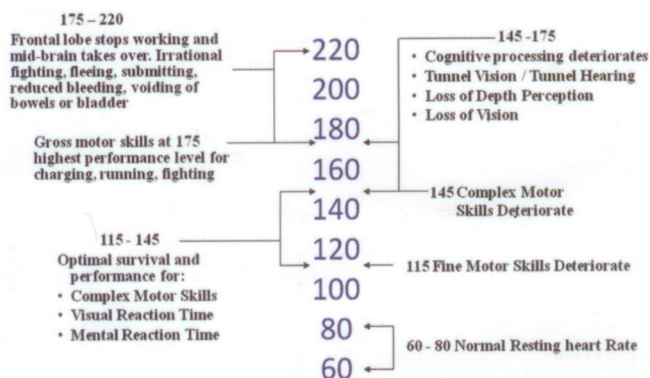 175 – 220
Frontal lobe stops working and
mid-brain takes over. Irrational
fighting, fleeing, submitting,
reduced bleeding, voiding of
bowels or bladder
Gross motor skills at 175
highest performance level for
charging, running, fighting
115 - 145
Optimal survival and
performance for:
• Complex Motor Skills
• Visual Reaction Time
• Mental Reaction Time
220
200
180
160
140
120
100
80
60
145 -175
• Cognitive processing deteriorates
• Tunnel Vision / Tunnel Hearing
• Loss of Depth Perception
• Loss of Vision
145 Complex Motor
Skills Deteriorate
115 Fine Motor Skills Deteriorate
60 - 80 Normal Resting heart Rate